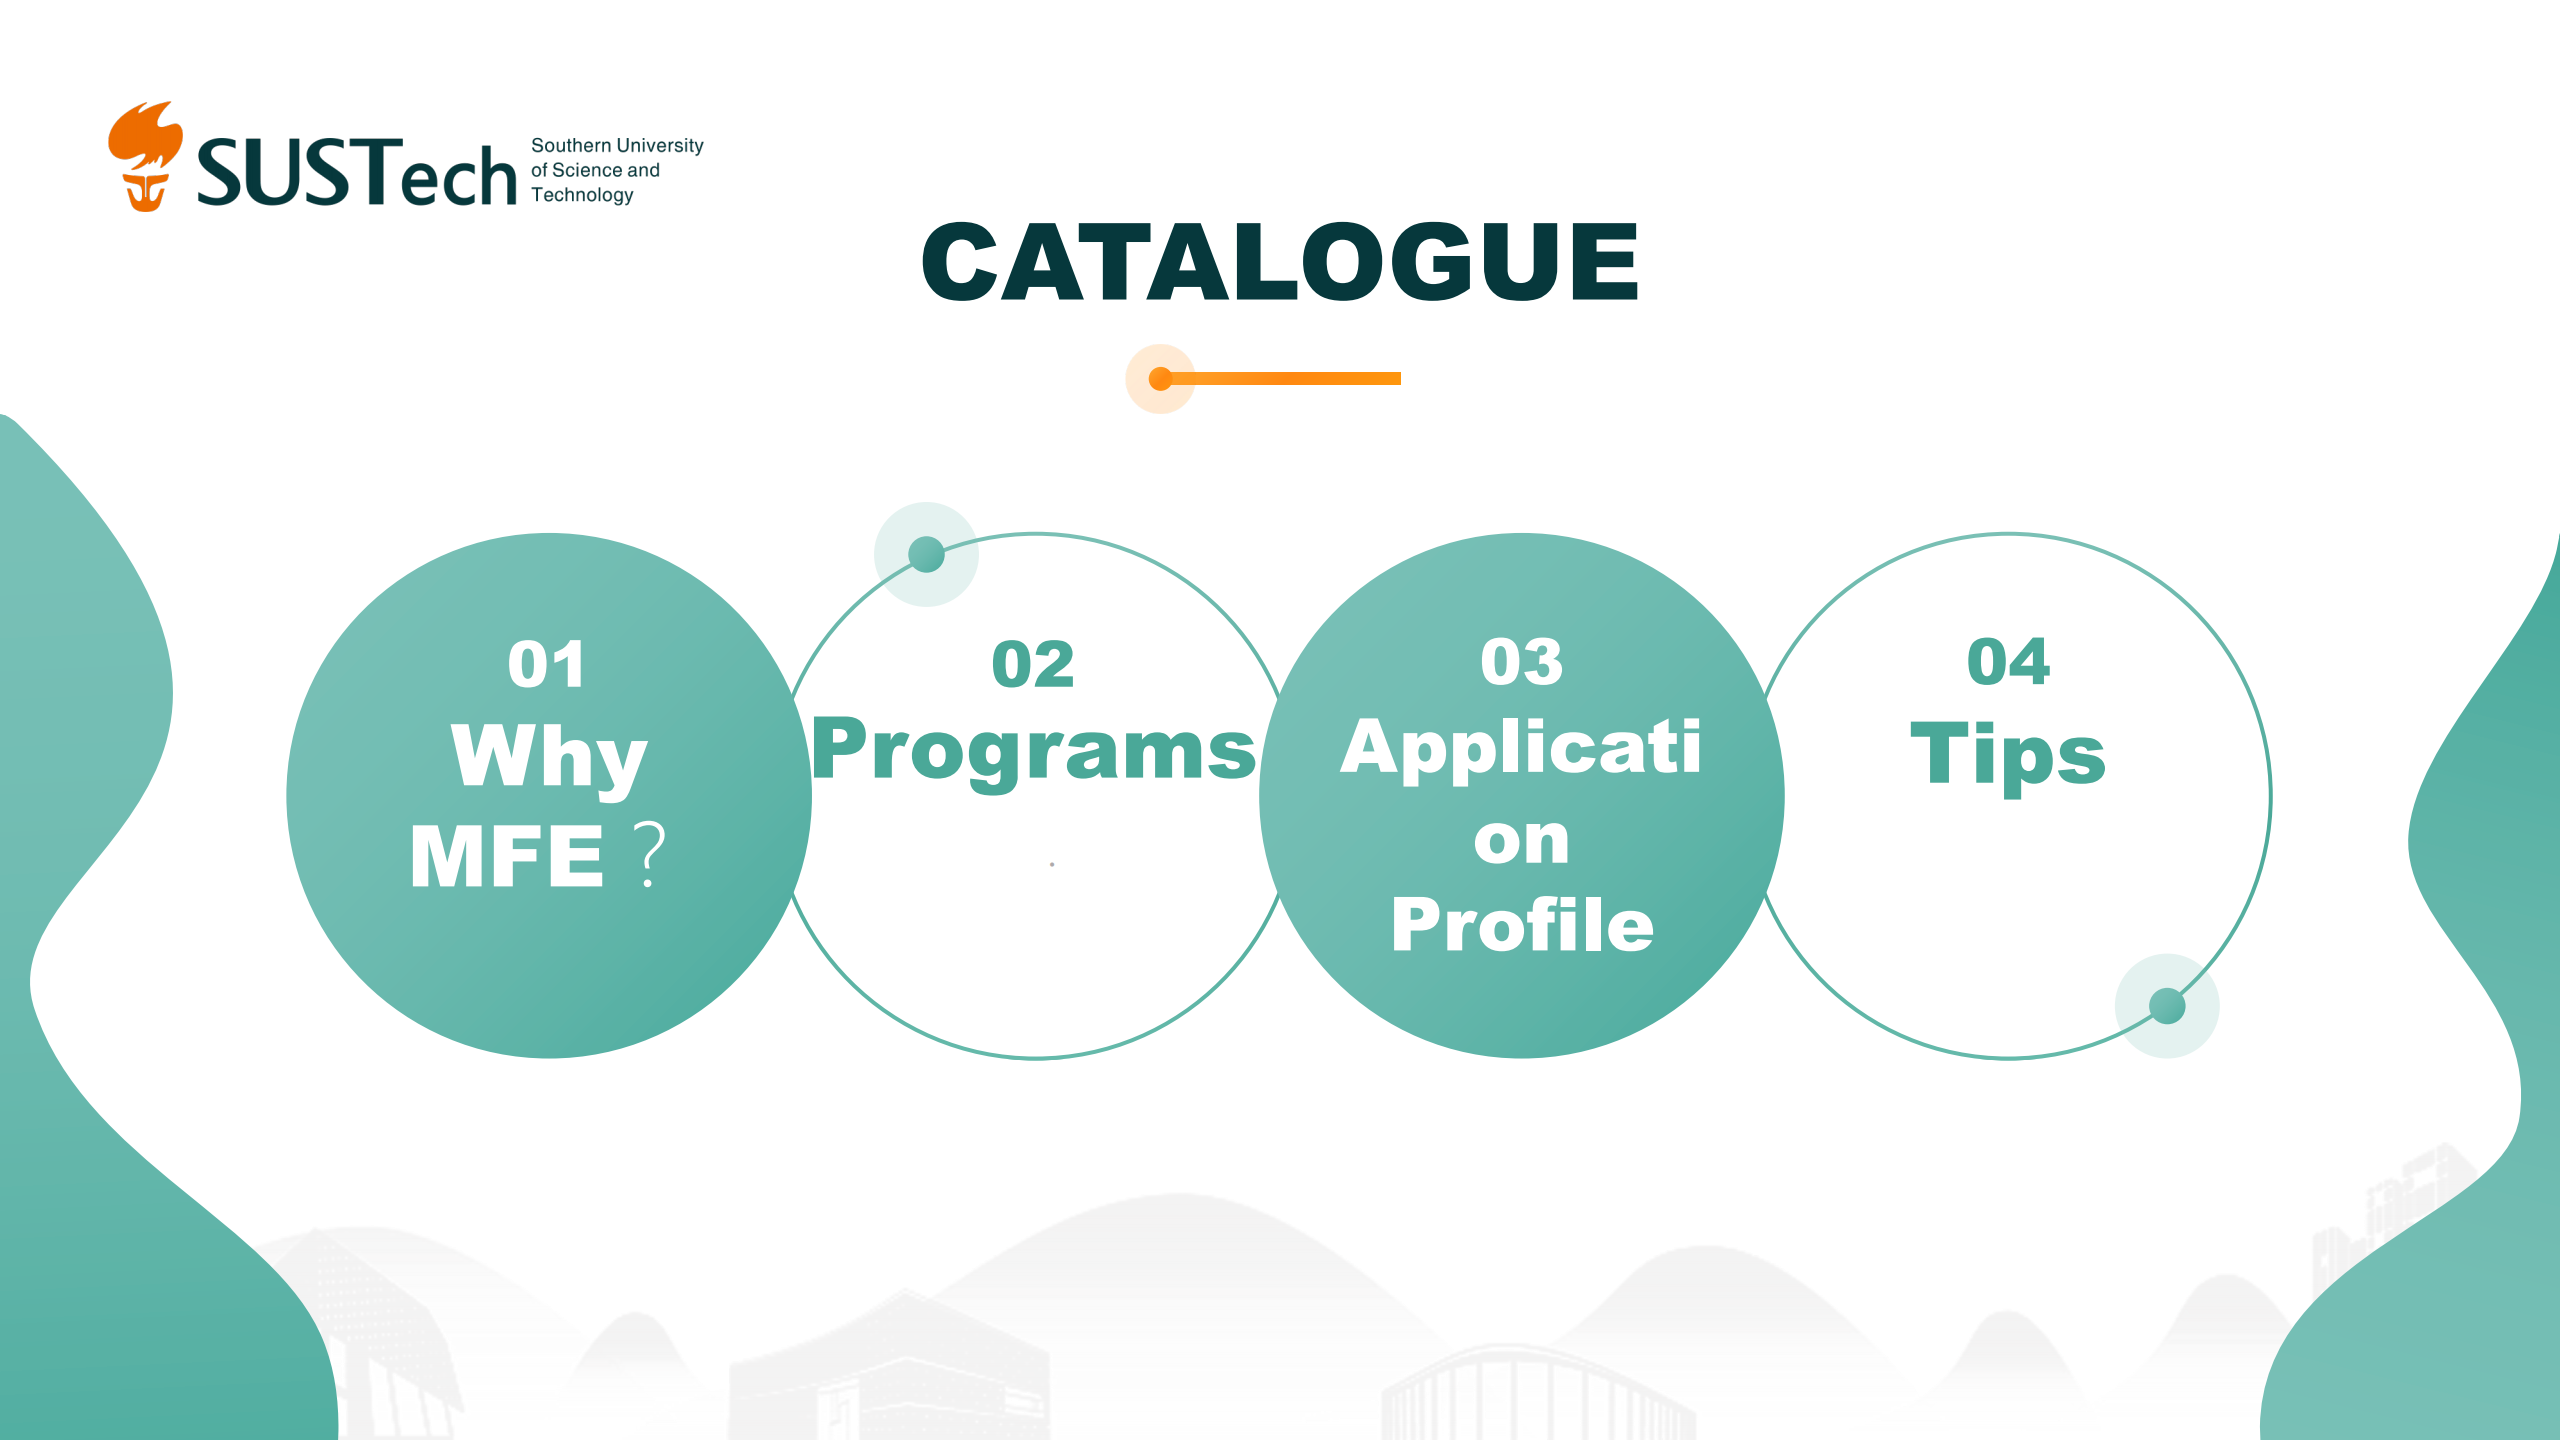 SUSTech
Southern University
of Science and
Technology
CATALOGUE
01
Why
MFE？
02
Programs
.
03
Applicati
on
Profile
04
Tips